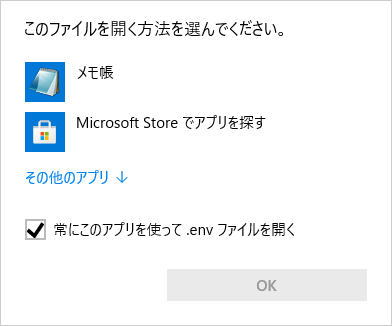 このファイルを開く方法を選んでください。
メモ帳
Microsoft Store でアプリを探す
その他のアプリ ↓
常にこのアプリを使って .env ファイルを開く
OK